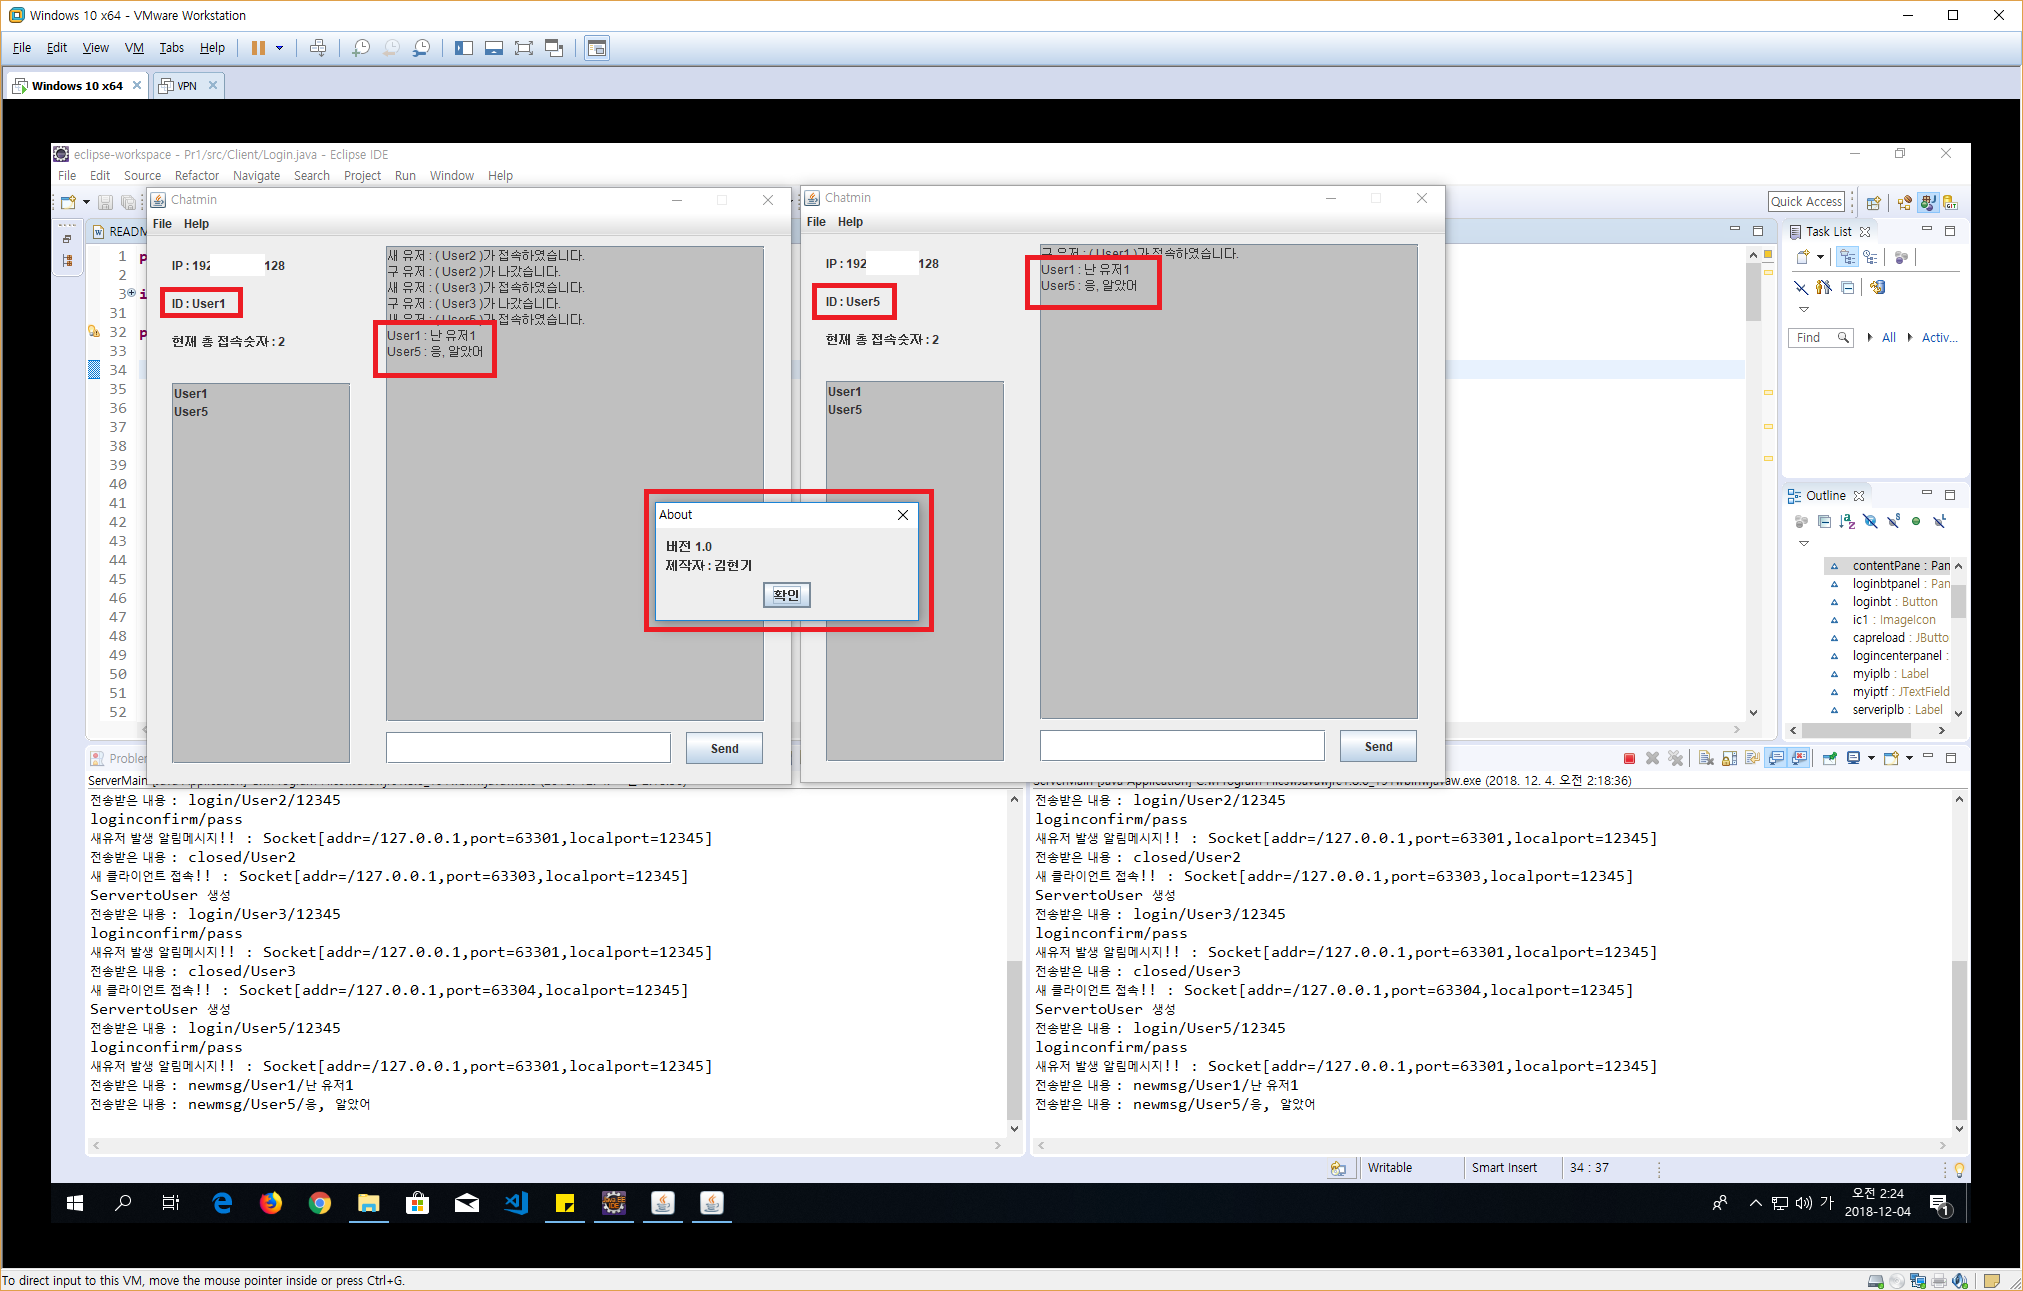 Windows 10 x64 - VMware Workstation
File Edit View VM Tabs Help
Windows 10 x64 VPN
eclipse-workspace - Pr1/src/Client/Login.java - Eclipse IDE
File Edit Source Refactor Navigate Search Project Run Window Help
Quick Access
READM
1
2
3
31
32
33
34
35
36
37
38
39
40
41
42
43
44
45
46
47
48
49
50
51
52
Chatmin
File Help
IP : 192 128
ID : User1
현재 총 접속숫자 : 2
User1
User5
새 유저 : ( User2 )가 접속하였습니다.
구 유저 : ( User2 )가 나갔습니다.
새 유저 : ( User3 )가 접속하였습니다.
구 유저 : ( User3 )가 나갔습니다.
새 유저 : ( User5 )가 접속하였습니다.
User1 : 난 유저1
User5 : 응, 알았어
Send
Chatmin
File Help
IP : 192 128
ID : User5
현재 총 접속숫자 : 2
User1
User5
구 유저 : ( User1 )가 접속하였습니다.
User1 : 난 유저1
User5 : 응, 알았어
Send
About
버전 1.0
제작자 : 김현기
확인
Task List
Find All Activ...
Outline
contentPane : Pan
loginbtpanel : Pan
loginbt : Button
ic1 : ImageIcon
capreload : JButto
logincenterpanel :
myiplb : Label
myiptf : JTextField
serveriplb : Label
Problem
ServerMain
전송받은 내용 : login/User2/12345
loginconfirm/pass
새유저 발생 알림메시지!! : Socket[addr=/127.0.0.1,port=63301,localport=12345]
전송받은 내용 : closed/User2
새 클라이언트 접속!! : Socket[addr=/127.0.0.1,port=63303,localport=12345]
ServertoUser 생성
전송받은 내용 : login/User3/12345
loginconfirm/pass
새유저 발생 알림메시지!! : Socket[addr=/127.0.0.1,port=63301,localport=12345]
전송받은 내용 : closed/User3
새 클라이언트 접속!! : Socket[addr=/127.0.0.1,port=63304,localport=12345]
ServertoUser 생성
전송받은 내용 : login/User5/12345
loginconfirm/pass
새유저 발생 알림메시지!! : Socket[addr=/127.0.0.1,port=63301,localport=12345]
전송받은 내용 : newmsg/User1/난 유저1
전송받은 내용 : newmsg/User5/응, 알았어
javaw.exe (2018. 12. 4. 오전 2:18:36)
전송받은 내용 : login/User2/12345
loginconfirm/pass
새유저 발생 알림메시지!! : Socket[addr=/127.0.0.1,port=63301,localport=12345]
전송받은 내용 : closed/User2
새 클라이언트 접속!! : Socket[addr=/127.0.0.1,port=63303,localport=12345]
ServertoUser 생성
전송받은 내용 : login/User3/12345
loginconfirm/pass
새유저 발생 알림메시지!! : Socket[addr=/127.0.0.1,port=63301,localport=12345]
전송받은 내용 : closed/User3
새 클라이언트 접속!! : Socket[addr=/127.0.0.1,port=63304,localport=12345]
ServertoUser 생성
전송받은 내용 : login/User5/12345
loginconfirm/pass
새유저 발생 알림메시지!! : Socket[addr=/127.0.0.1,port=63301,localport=12345]
전송받은 내용 : newmsg/User1/난 유저1
전송받은 내용 : newmsg/User5/응, 알았어
Writable Smart Insert 34 : 37
가 오전 2:24
2018-12-04
1
To direct input to this VM, move the mouse pointer inside or press Ctrl+G.